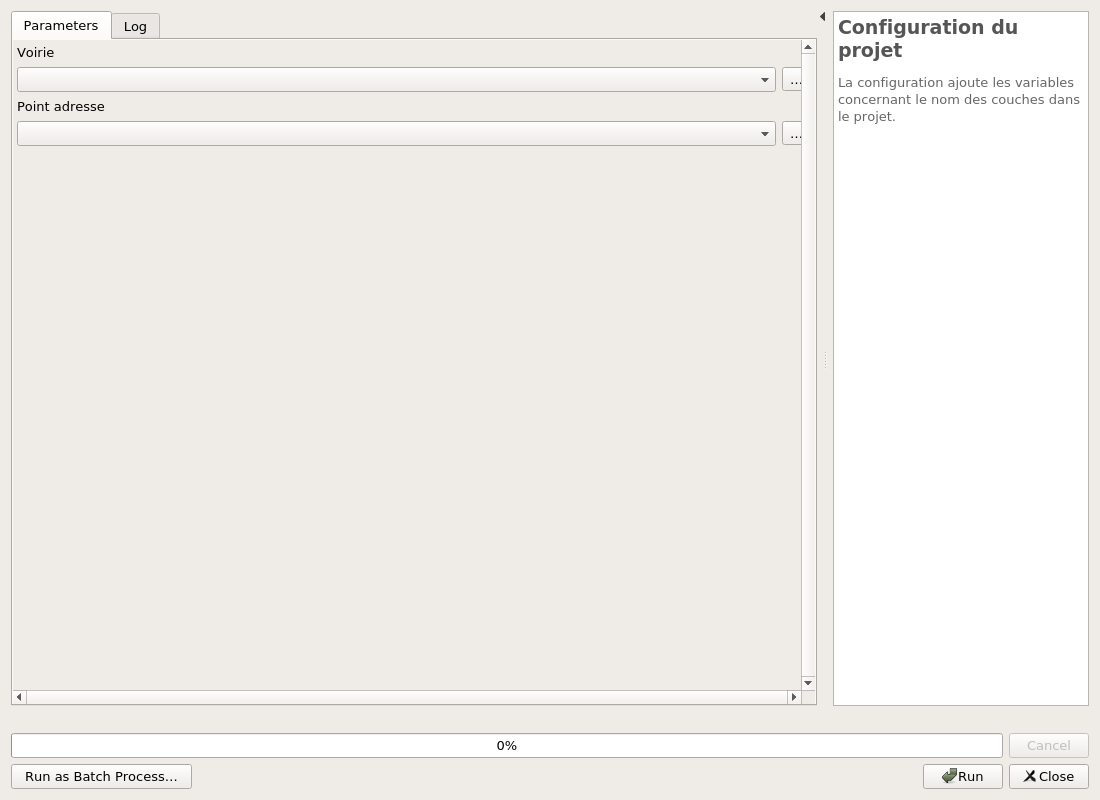 Parameters
Log
Voirie
...
Point adresse
...
Configuration du
projet
La configuration ajoute les variables
concernant le nom des couches dans
le projet.
0%
Cancel
Run as Batch Process…
Run
Close